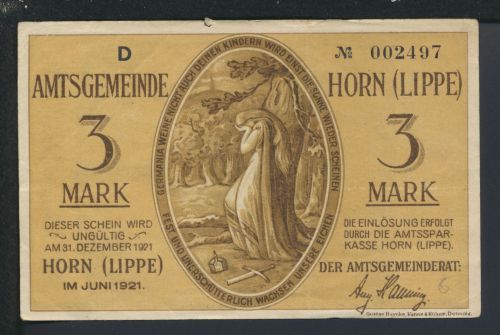 D
№ 002497
AMTSGEMEINDE
HORN (LIPPE)
3
MARK
3
MARK
GERMANIA WEINE NICHT AUCH DEINEN KINDERN WIRD EINST DIE SONNE WIEDER SCHEINEN
FEST UND UNERSCHÜTTERLICH WACHSEN UNSERE EICHEN
DIESER SCHEIN WIRD
UNGÜLTIG
AM 31. DEZEMBER 1921
HORN (LIPPE)
IM JUNI 1921.
DIE EINLÖSUNG ERFOLGT
DURCH DIE AMTSSPAR-
KASSE HORN (LIPPE).
DER AMTSGEMEINDERAT:
6
Detmold.